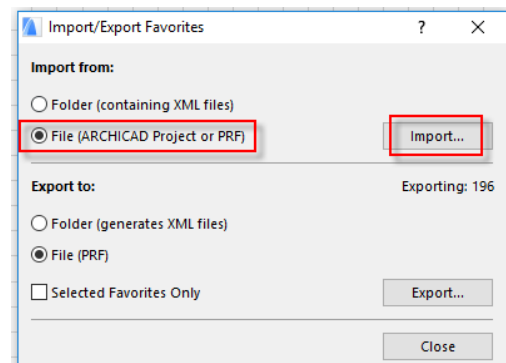 Import/Export Favorites ? ×
Import from:
Folder (containing XML files)
File (ARCHICAD Project or PRF) Import...
Export to: Exporting: 196
Folder (generates XML files)
File (PRF)
Selected Favorites Only Export...
Close